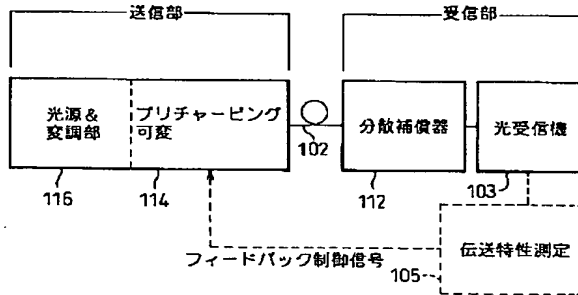 送信部
受信部
光源&
変調部
プリチャーピング
可変
分散補償器
光受信機
102
116
114
112
103
伝送特性測定
フィードバック制御信号
105